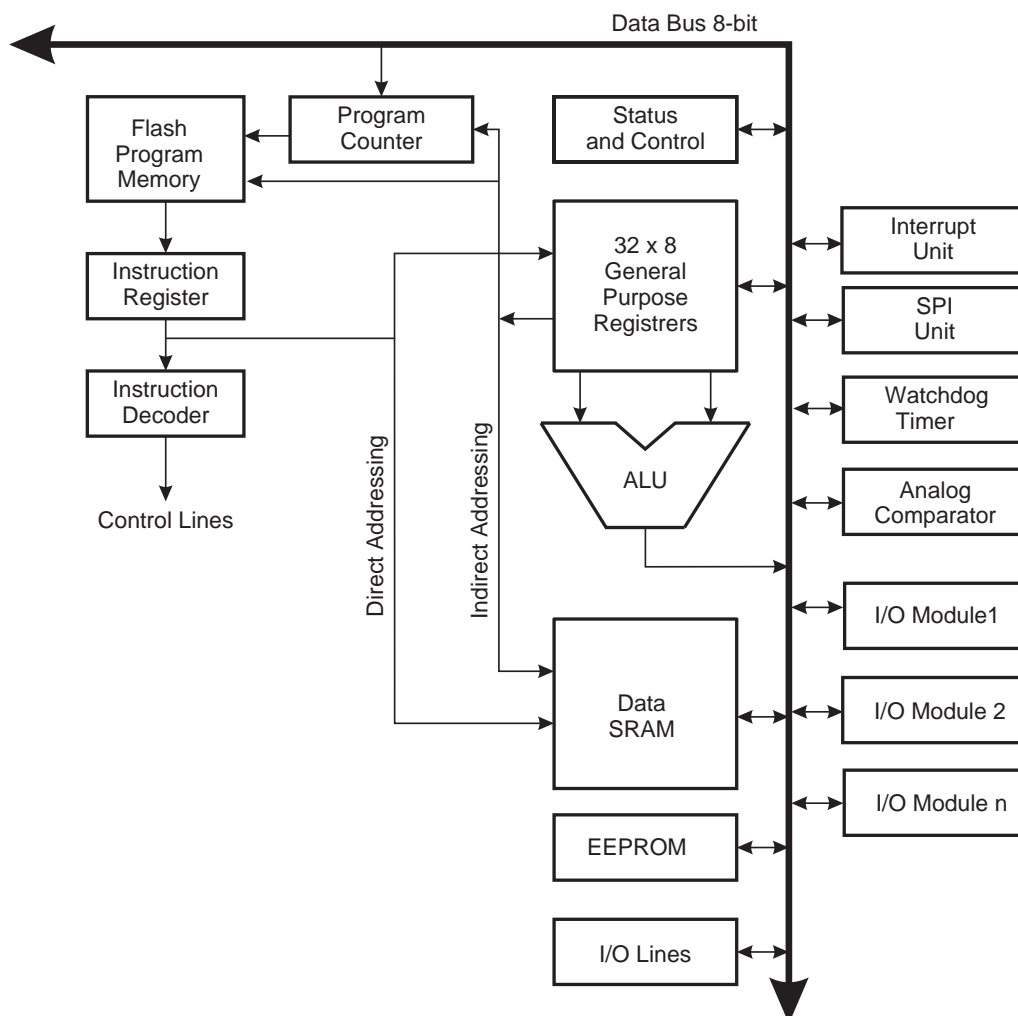 Data Bus 8-bit
Flash
Program
Memory
Program
Counter
Status
and Control
32 x 8
General
Purpose
Registrers
Interrupt
Unit
Instruction
Register
SPI
Unit
Instruction
Decoder
Watchdog
Timer
Control Lines
Direct Addressing
Indirect Addressing
ALU
Analog
Comparator
I/O Module1
Data
SRAM
I/O Module 2
I/O Module n
EEPROM
I/O Lines